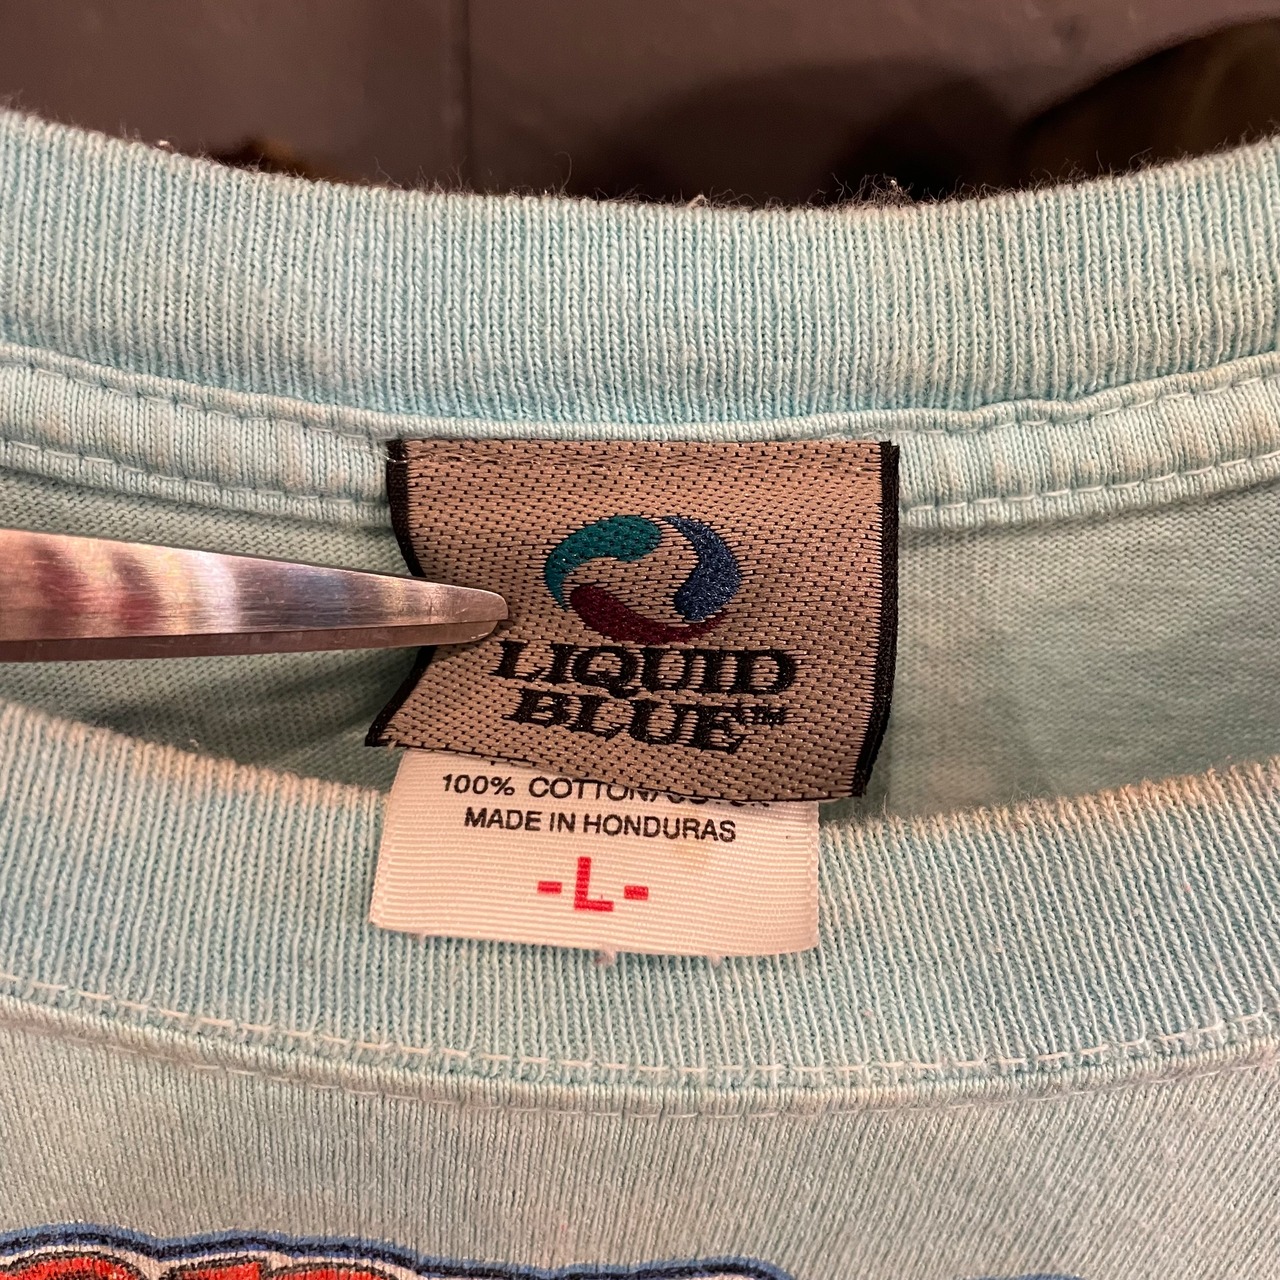 LIQUID
BLUE™
100% COTTON
MADE IN HONDURAS
-L-